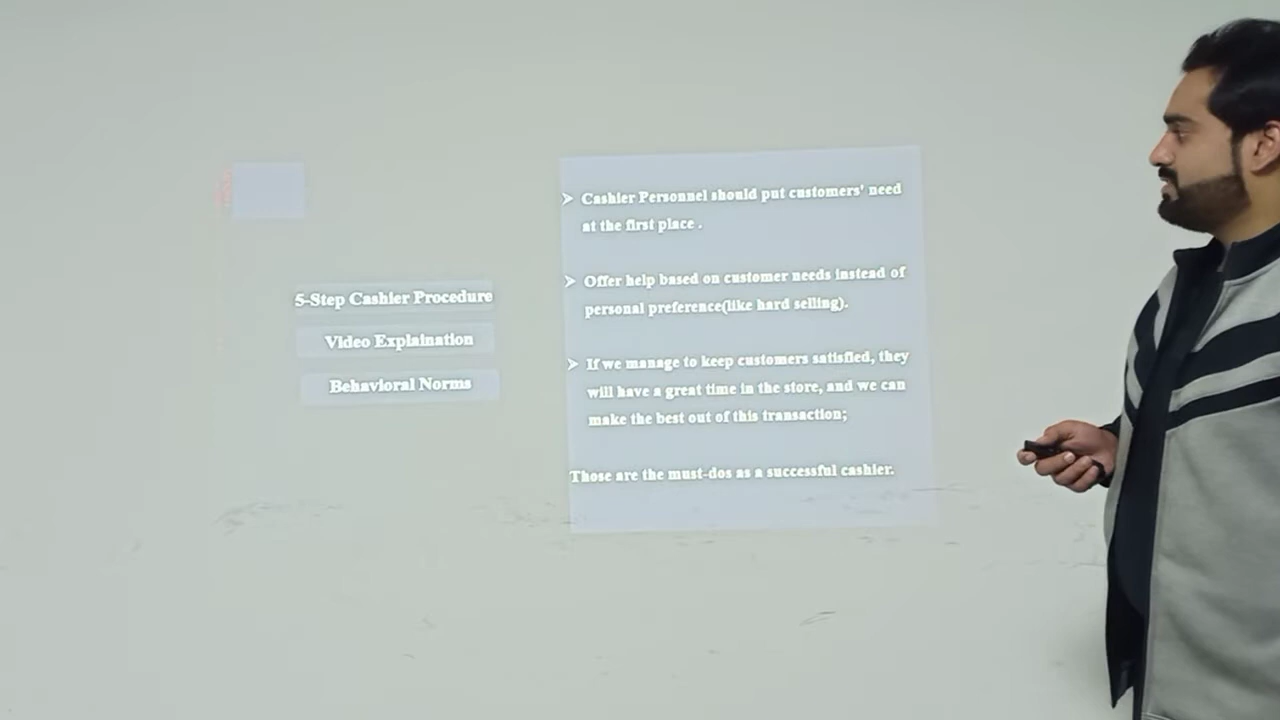 5-Step Cashier Procedure
Video Explaination
Behavioral Norms
➢ Cashier Personnel should put customers' need
at the first place .
➢ Offer help based on customer needs instead of
personal preference(like hard selling).
➢ If we manage to keep customers satisfied, they
will have a great time in the store, and we can
make the best out of this transaction;
Those are the must-dos as a successful cashier.